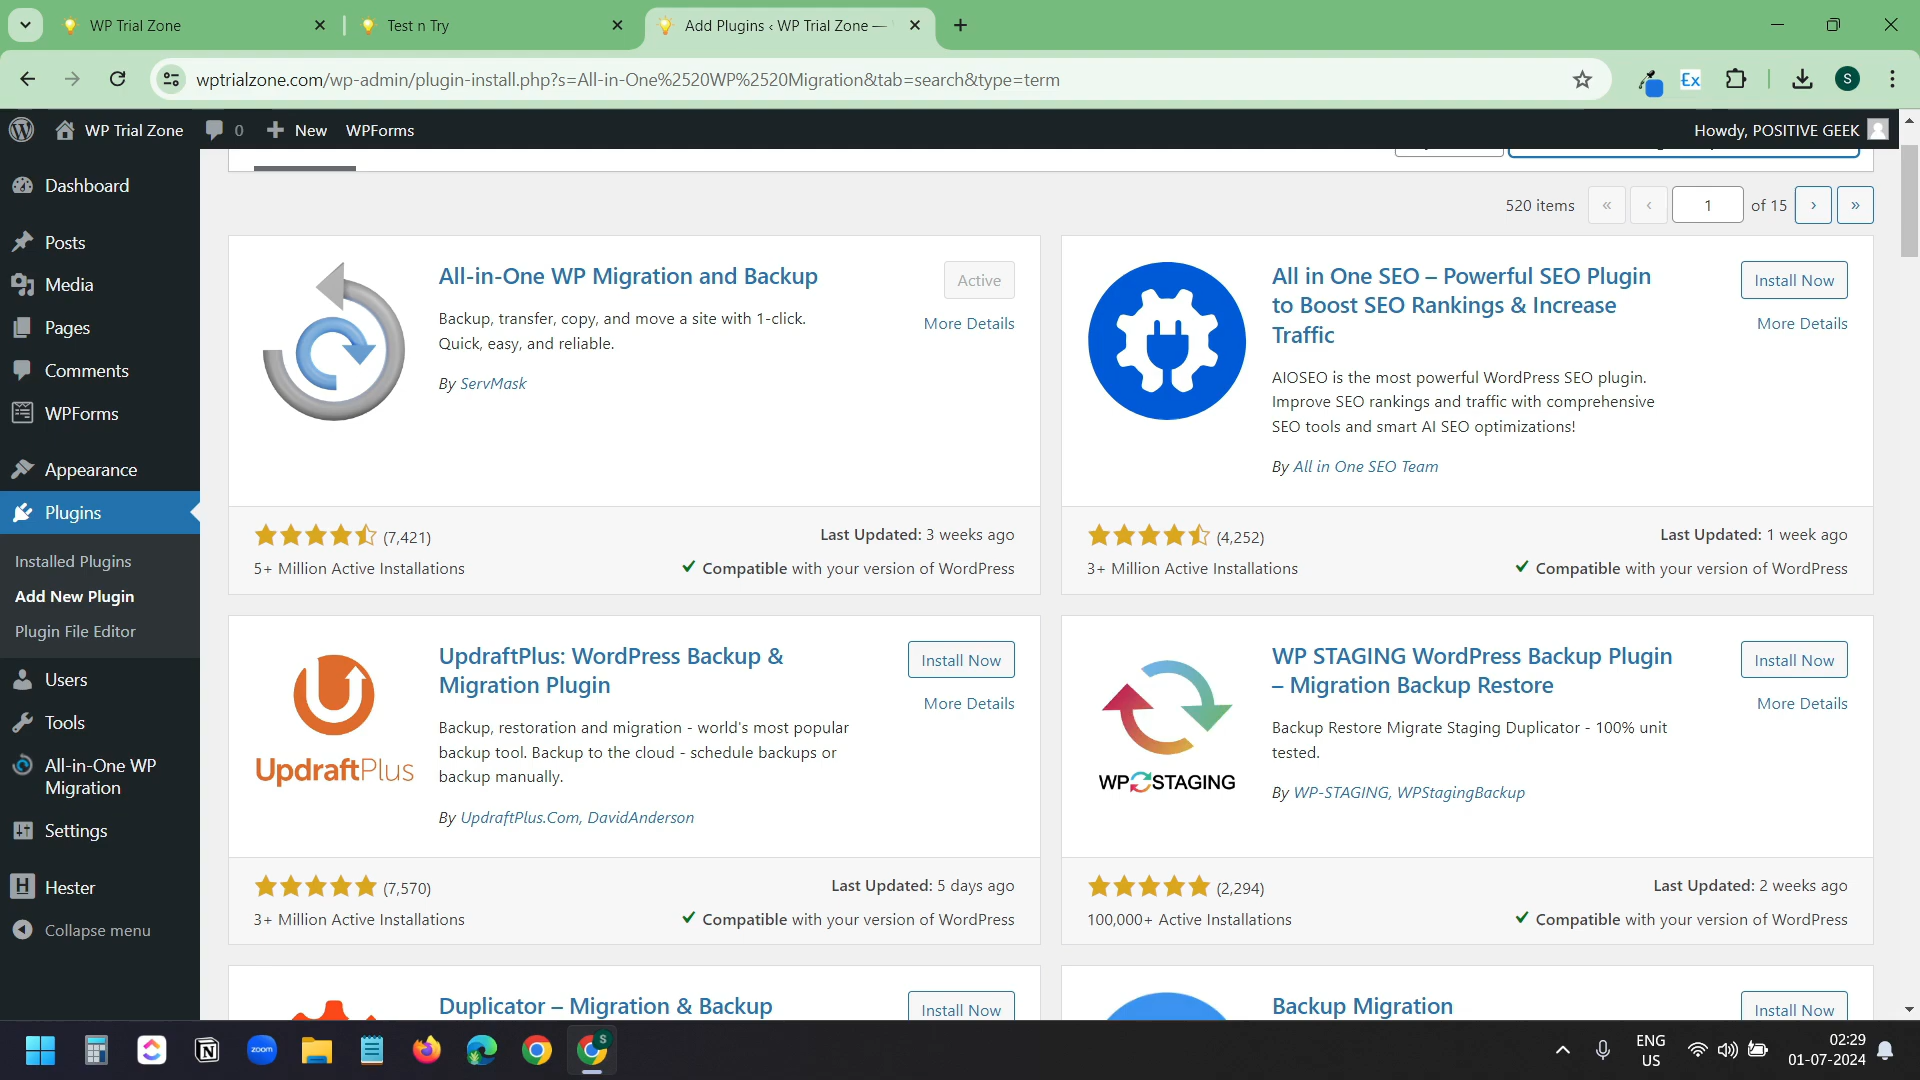 WP Trial Zone
Test n Try
Add Plugins ‹ WP Trial Zone —
wptrialzone.com/wp-admin/plugin-install.php?s=All-in-One%2520WP%2520Migration&tab=search&type=term
Ex
S
WP Trial Zone
0
New
WPForms
Howdy, POSITIVE GEEK
Dashboard
Posts
Media
Pages
Comments
WPForms
Appearance
Plugins
Installed Plugins
Add New Plugin
Plugin File Editor
Users
Tools
All-in-One WP
Migration
Settings
Hester
Collapse menu
520 items
«
‹
1
of 15
›
»
All-in-One WP Migration and Backup
Active
More Details
Backup, transfer, copy, and move a site with 1-click.
Quick, easy, and reliable.
By ServMask
(7,421)
Last Updated: 3 weeks ago
5+ Million Active Installations
Compatible with your version of WordPress
All in One SEO – Powerful SEO Plugin
to Boost SEO Rankings & Increase
Traffic
Install Now
More Details
AIOSEO is the most powerful WordPress SEO plugin.
Improve SEO rankings and traffic with comprehensive
SEO tools and smart AI SEO optimizations!
By All in One SEO Team
(4,252)
Last Updated: 1 week ago
3+ Million Active Installations
Compatible with your version of WordPress
UpdraftPlus
UpdraftPlus: WordPress Backup &
Migration Plugin
Install Now
More Details
Backup, restoration and migration - world's most popular
backup tool. Backup to the cloud - schedule backups or
backup manually.
By UpdraftPlus.Com, DavidAnderson
(7,570)
Last Updated: 5 days ago
3+ Million Active Installations
Compatible with your version of WordPress
WP STAGING
WP STAGING WordPress Backup Plugin
– Migration Backup Restore
Install Now
More Details
Backup Restore Migrate Staging Duplicator - 100% unit
tested.
By WP-STAGING, WPStagingBackup
(2,294)
Last Updated: 2 weeks ago
100,000+ Active Installations
Compatible with your version of WordPress
Duplicator – Migration & Backup
Install Now
Backup Migration
Install Now
zoom
S
ENG
US
02:29
01-07-2024